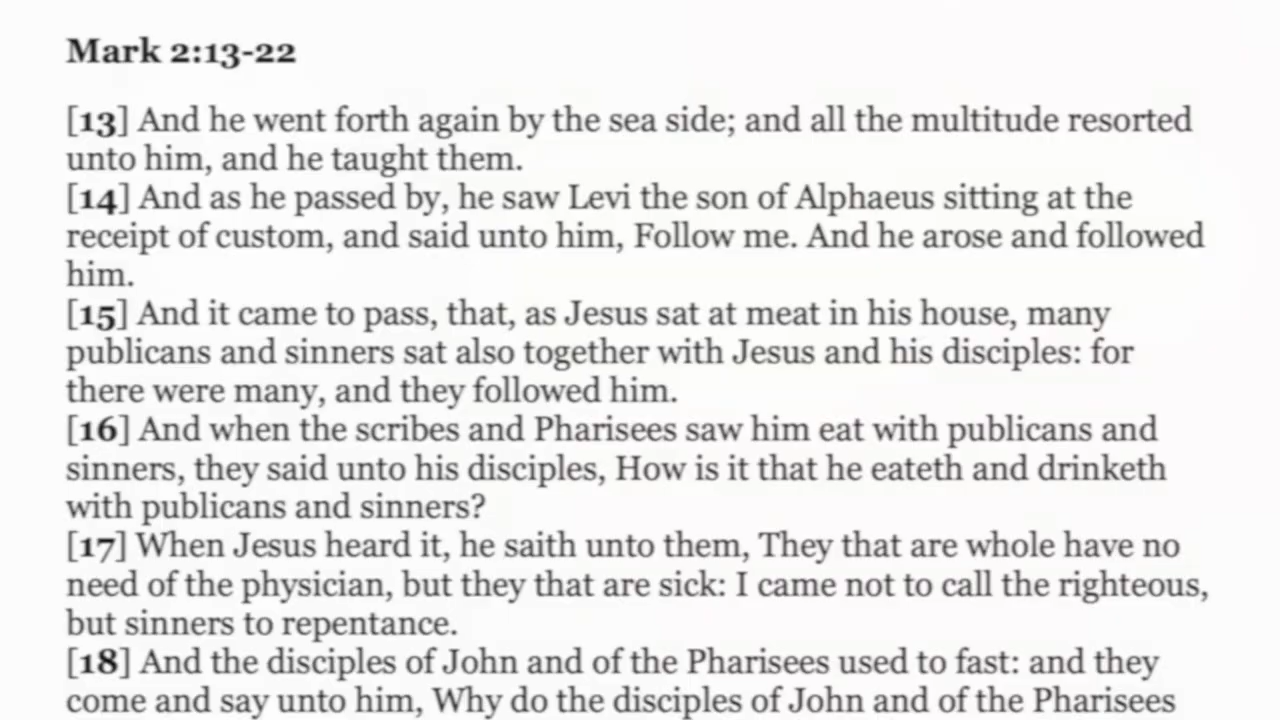 Mark 2:13-22
[13] And he went forth again by the sea side; and all the multitude resorted
unto him, and he taught them.
[14] And as he passed by, he saw Levi the son of Alphaeus sitting at the
receipt of custom, and said unto him, Follow me. And he arose and followed
him.
[15] And it came to pass, that, as Jesus sat at meat in his house, many
publicans and sinners sat also together with Jesus and his disciples: for
there were many, and they followed him.
[16] And when the scribes and Pharisees saw him eat with publicans and
sinners, they said unto his disciples, How is it that he eateth and drinketh
with publicans and sinners?
[17] When Jesus heard it, he saith unto them, They that are whole have no
need of the physician, but they that are sick: I came not to call the righteous,
but sinners to repentance.
[18] And the disciples of John and of the Pharisees used to fast: and they
come and say unto him, Why do the disciples of John and of the Pharisees